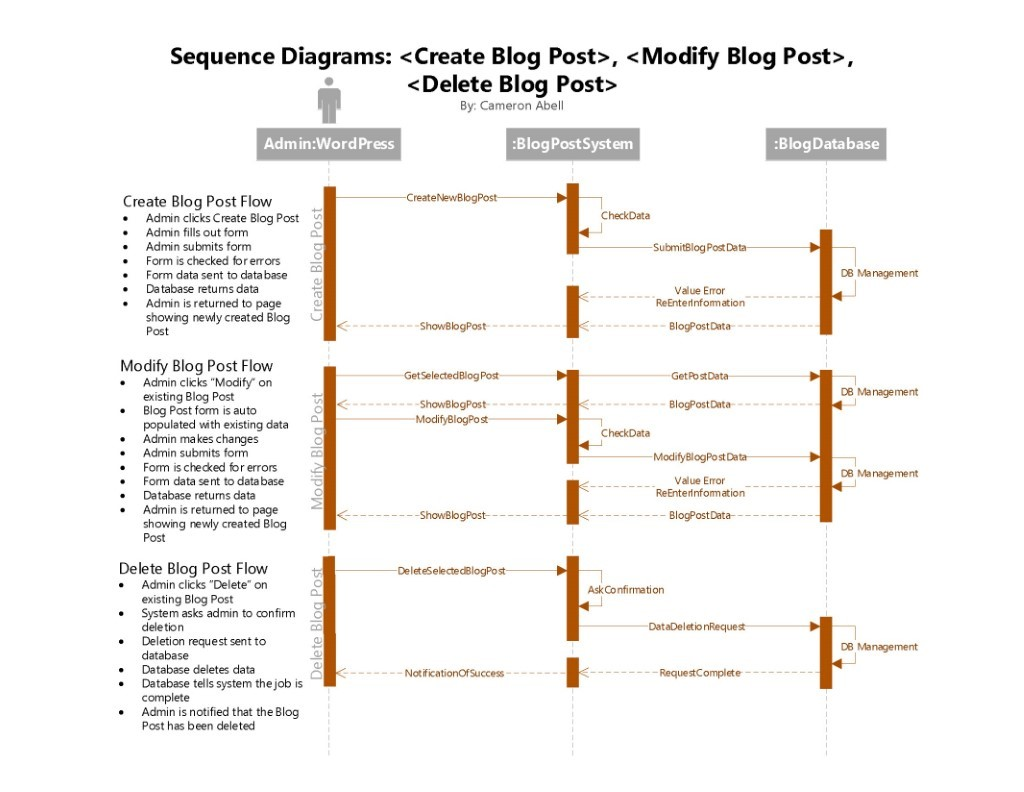 Sequence Diagrams: <Create Blog Post>, <Modify Blog Post>,
<Delete Blog Post>
By: Cameron Abell
Admin:WordPress
:BlogPostSystem
:BlogDatabase
Create Blog Post Flow
• Admin clicks Create Blog Post
• Admin fills out form
• Admin submits form
• Form is checked for errors
• Form data sent to database
• Database returns data
• Admin is returned to page
showing newly created Blog
Post
Create Blog Post
CreateNewBlogPost
CheckData
SubmitBlogPostData
DB Management
Value Error
ReEnterInformation
ShowBlogPost
BlogPostData
Modify Blog Post Flow
• Admin clicks "Modify" on
existing Blog Post
• Blog Post form is auto
populated with existing data
• Admin makes changes
• Admin submits form
• Form is checked for errors
• Form data sent to database
• Database returns data
• Admin is returned to page
showing newly created Blog
Post
Modify Blog Post
GetSelectedBlogPost
GetPostData
DB Management
ShowBlogPost
BlogPostData
ModifyBlogPost
CheckData
ModifyBlogPostData
DB Management
Value Error
ReEnterInformation
ShowBlogPost
BlogPostData
Delete Blog Post Flow
• Admin clicks "Delete" on
existing Blog Post
• System asks admin to confirm
deletion
• Deletion request sent to
database
• Database deletes data
• Database tells system the job is
complete
• Admin is notified that the Blog
Post has been deleted
Delete Blog Post
DeleteSelectedBlogPost
AskConfirmation
DataDeletionRequest
DB Management
NotificationOfSuccess
RequestComplete